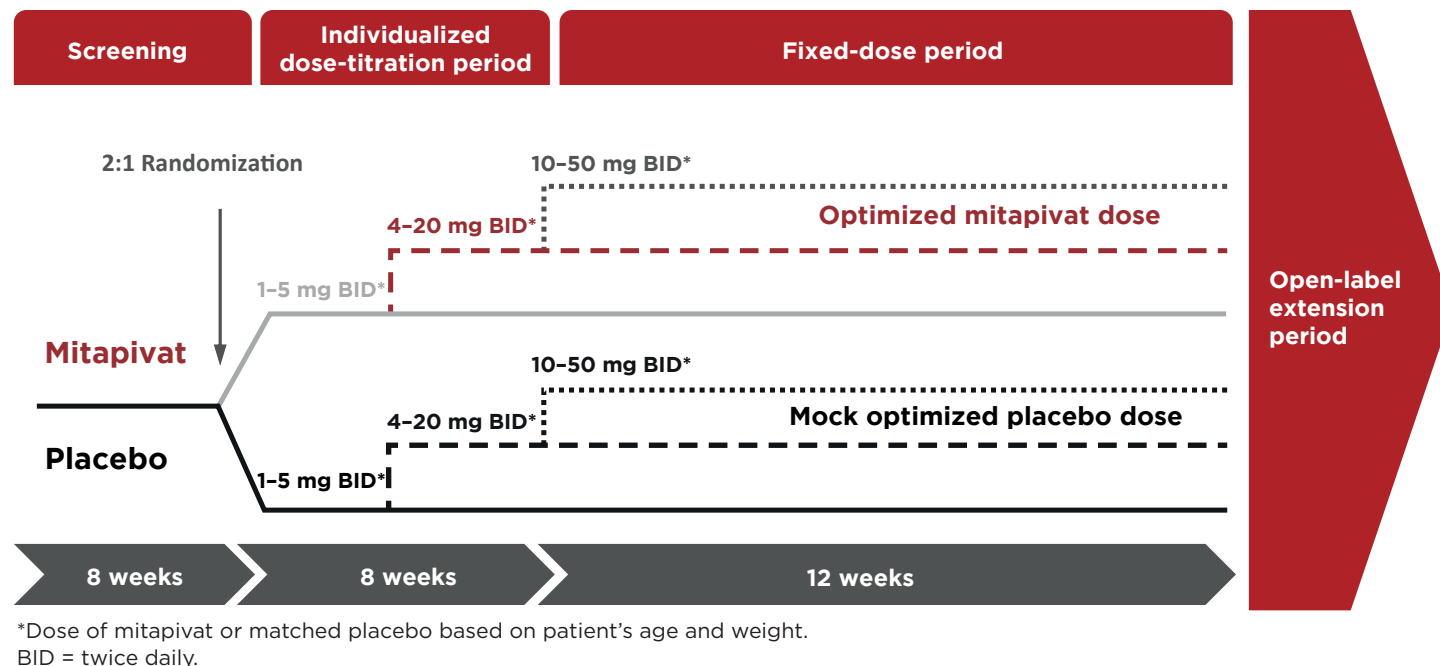 Screening
Individualized
dose-titration period
Fixed-dose period
2:1 Randomization
10–50 mg BID*
4–20 mg BID*
Optimized mitapivat dose
1–5 mg BID*
Open-label
extension
period
Mitapivat
10–50 mg BID*
4–20 mg BID*
Mock optimized placebo dose
Placebo
1–5 mg BID*
8 weeks
8 weeks
12 weeks
*Dose of mitapivat or matched placebo based on patient’s age and weight.
BID = twice daily.